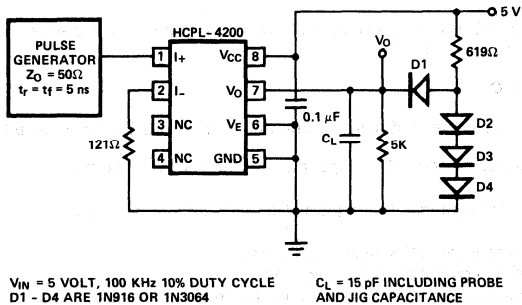 HCPL-4200
5 V
PULSE
GENERATOR
Z₀ = 50Ω
tr = tf = 5 ns
1 I+
2 I-
3 NC
4 NC
VCC 8
VO 7
VE 6
GND 5
121Ω
0.1 μF
CL
VO
5K
D1
619Ω
D2
D3
D4
VIN = 5 VOLT, 100 KHz 10% DUTY CYCLE
D1 - D4 ARE 1N916 OR 1N3064
CL = 15 pF INCLUDING PROBE
AND JIG CAPACITANCE